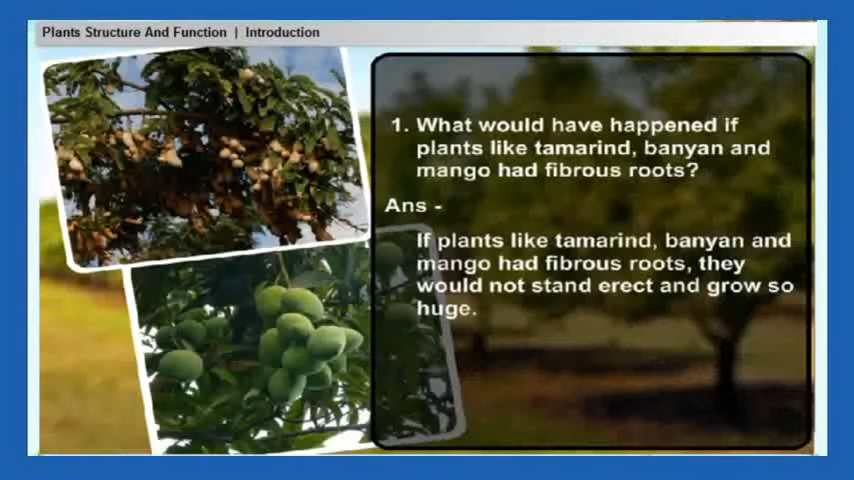 Plants Structure And Function | Introduction
1. What would have happened if
plants like tamarind, banyan and
mango had fibrous roots?
Ans -
If plants like tamarind, banyan and
mango had fibrous roots, they
would not stand erect and grow so
huge.